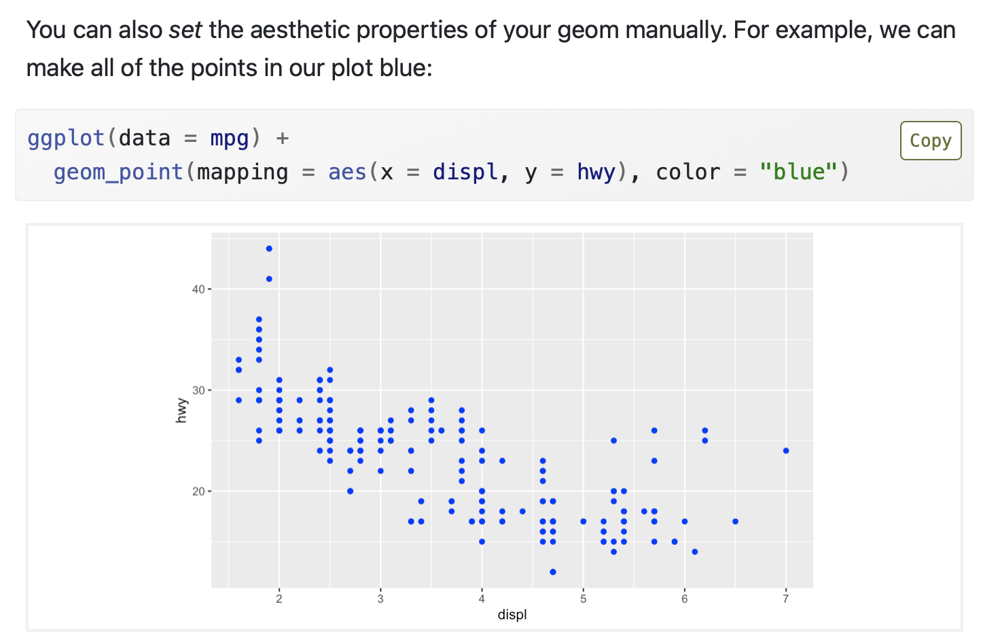 You can also set the aesthetic properties of your geom manually. For example, we can
make all of the points in our plot blue:
ggplot(data = mpg) +
  geom_point(mapping = aes(x = displ, y = hwy), color = "blue")
Copy
40
30
20
hwy
2 3 4 5 6 7
displ